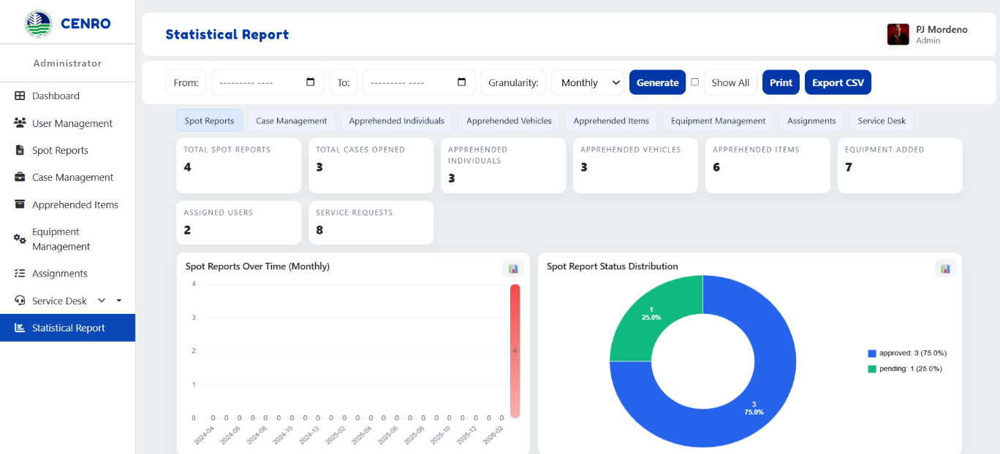 CENRO
Administrator
Dashboard
User Management
Spot Reports
Case Management
Apprehended Items
Equipment
Management
Assignments
Service Desk
Statistical Report
Statistical Report
PJ Mordeno
Admin
From: --------- ---- To: --------- ---- Granularity: Monthly Generate Show All Print Export CSV
Spot Reports Case Management Apprehended Individuals Apprehended Vehicles Apprehended Items Equipment Management Assignments Service Desk
TOTAL SPOT REPORTS
4
TOTAL CASES OPENED
3
APPREHENDED
INDIVIDUALS
3
APPREHENDED VEHICLES
3
APPREHENDED ITEMS
6
EQUIPMENT ADDED
7
ASSIGNED USERS
2
SERVICE REQUESTS
8
Spot Reports Over Time (Monthly)
4
3
2
1
0
0 0 0 0 0 0 0 0 0 0 0 0 0 0 0 0 0 0 0 0 0 0 0
4
2024-04 2024-06 2024-08 2024-10 2024-12 2025-02 2025-04 2025-06 2025-08 2025-10 2025-12 2026-02
Spot Report Status Distribution
1
25.0%
3
75.0%
approved: 3 (75.0%)
pending: 1 (25.0%)